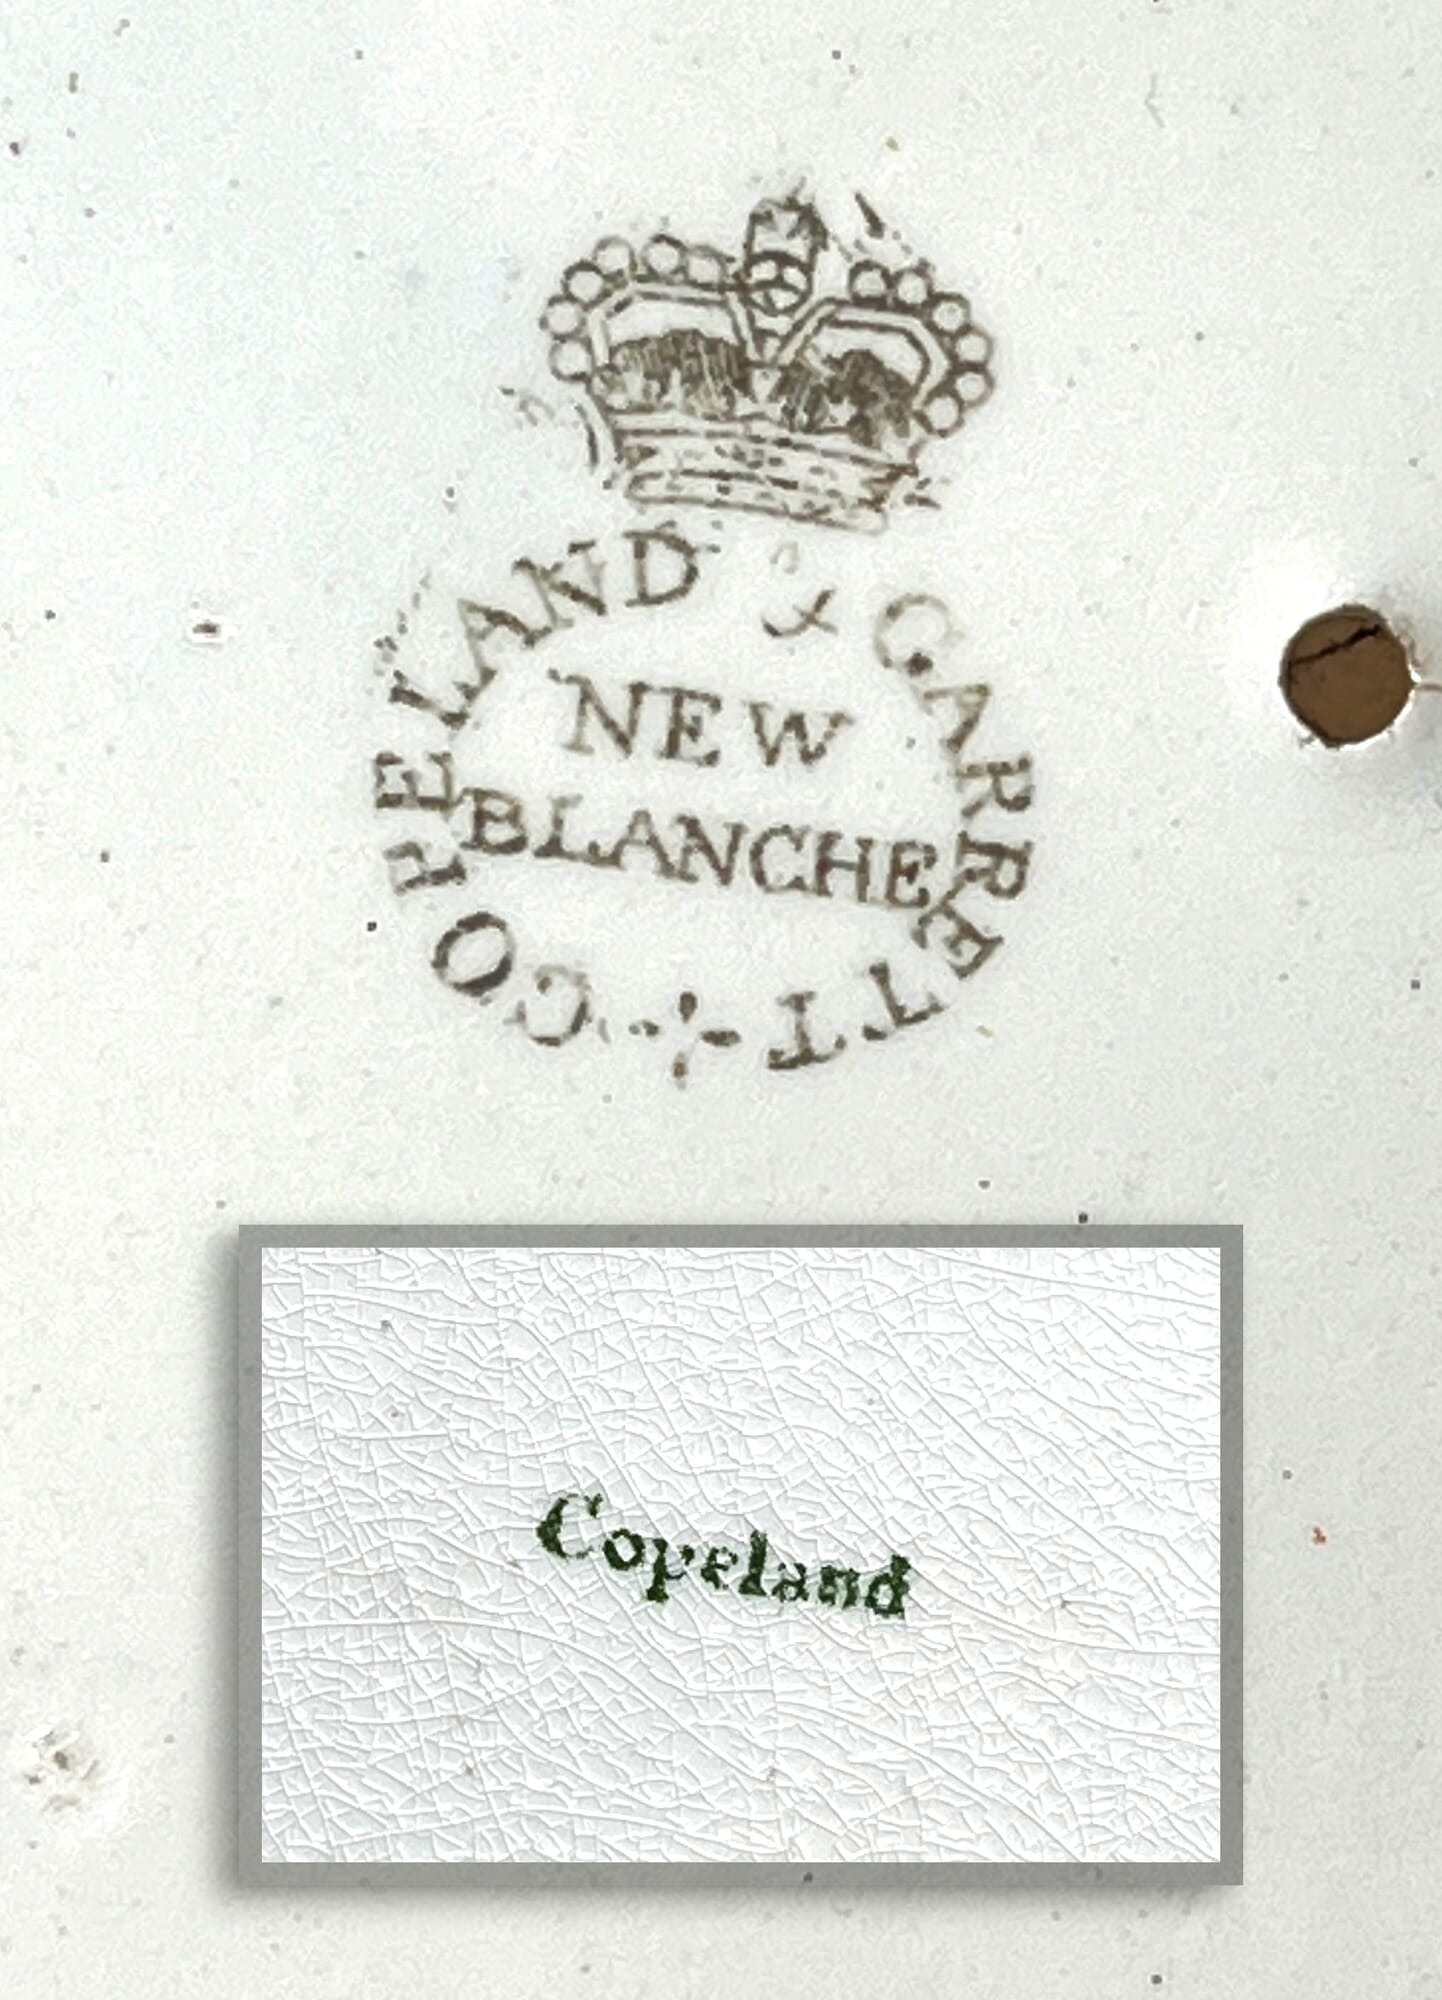 COPELAND & GARRETT
NEW
BLANCHE
Copeland